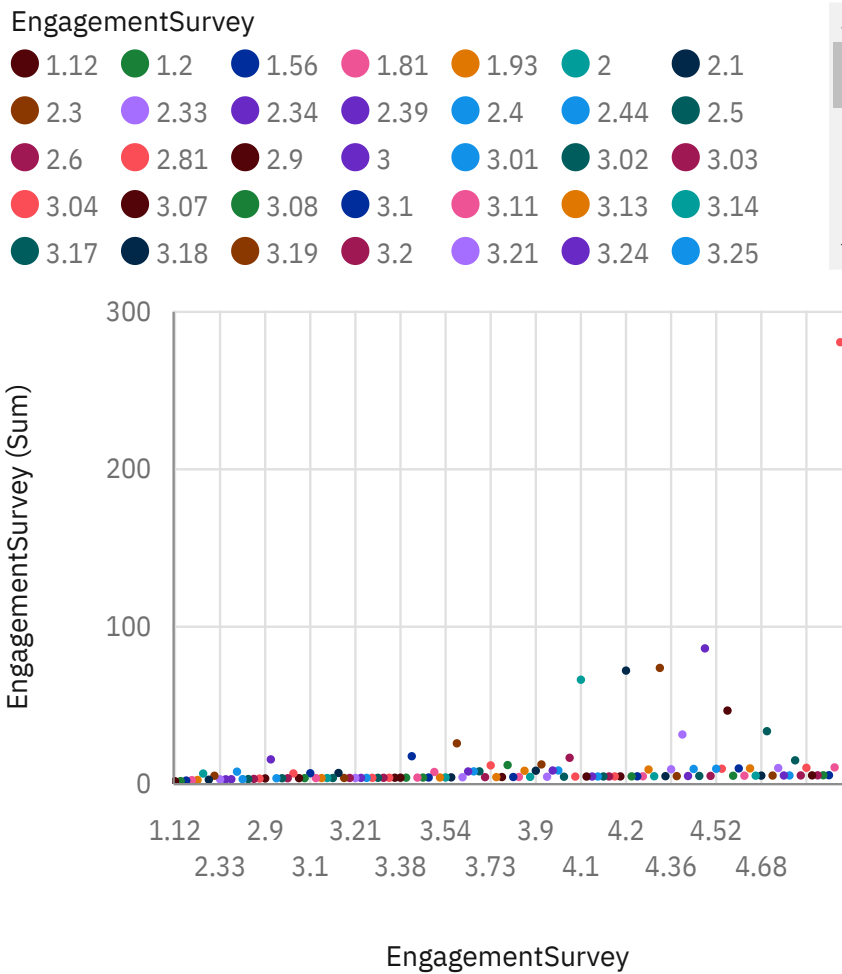 EngagementSurvey
1.12 1.2 1.56 1.81 1.93 2 2.1
2.3 2.33 2.34 2.39 2.4 2.44 2.5
2.6 2.81 2.9 3 3.01 3.02 3.03
3.04 3.07 3.08 3.1 3.11 3.13 3.14
3.17 3.18 3.19 3.2 3.21 3.24 3.25
300
200
100
0
EngagementSurvey (Sum)
1.12 2.9 3.21 3.54 3.9 4.2 4.52
2.33 3.1 3.38 3.73 4.1 4.36 4.68
EngagementSurvey